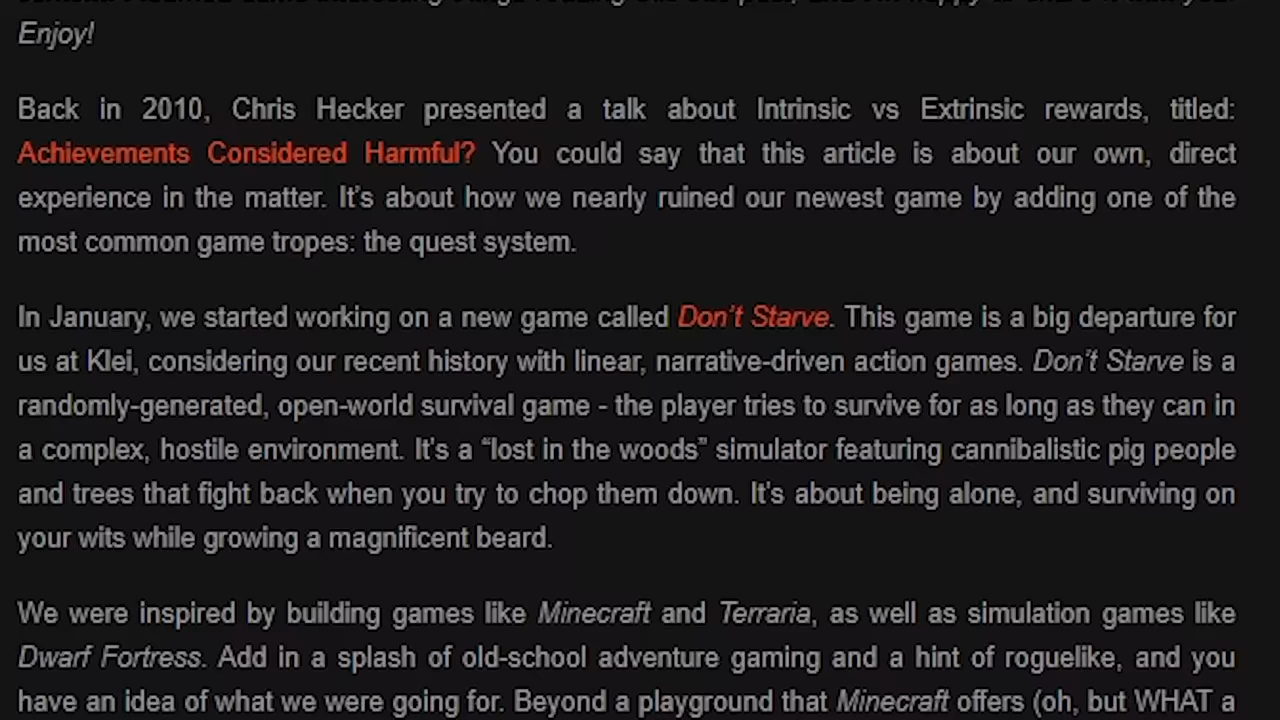 Enjoy!
Back in 2010, Chris Hecker presented a talk about Intrinsic vs Extrinsic rewards, titled:
Achievements Considered Harmful? You could say that this article is about our own, direct
experience in the matter. It's about how we nearly ruined our newest game by adding one of the
most common game tropes: the quest system.
In January, we started working on a new game called Don't Starve. This game is a big departure for
us at Klei, considering our recent history with linear, narrative-driven action games. Don't Starve is a
randomly-generated, open-world survival game - the player tries to survive for as long as they can in
a complex, hostile environment. It's a “lost in the woods” simulator featuring cannibalistic pig people
and trees that fight back when you try to chop them down. It's about being alone, and surviving on
your wits while growing a magnificent beard.
We were inspired by building games like Minecraft and Terraria, as well as simulation games like
Dwarf Fortress. Add in a splash of old-school adventure gaming and a hint of roguelike, and you
have an idea of what we were going for. Beyond a playground that Minecraft offers (oh, but WHAT a